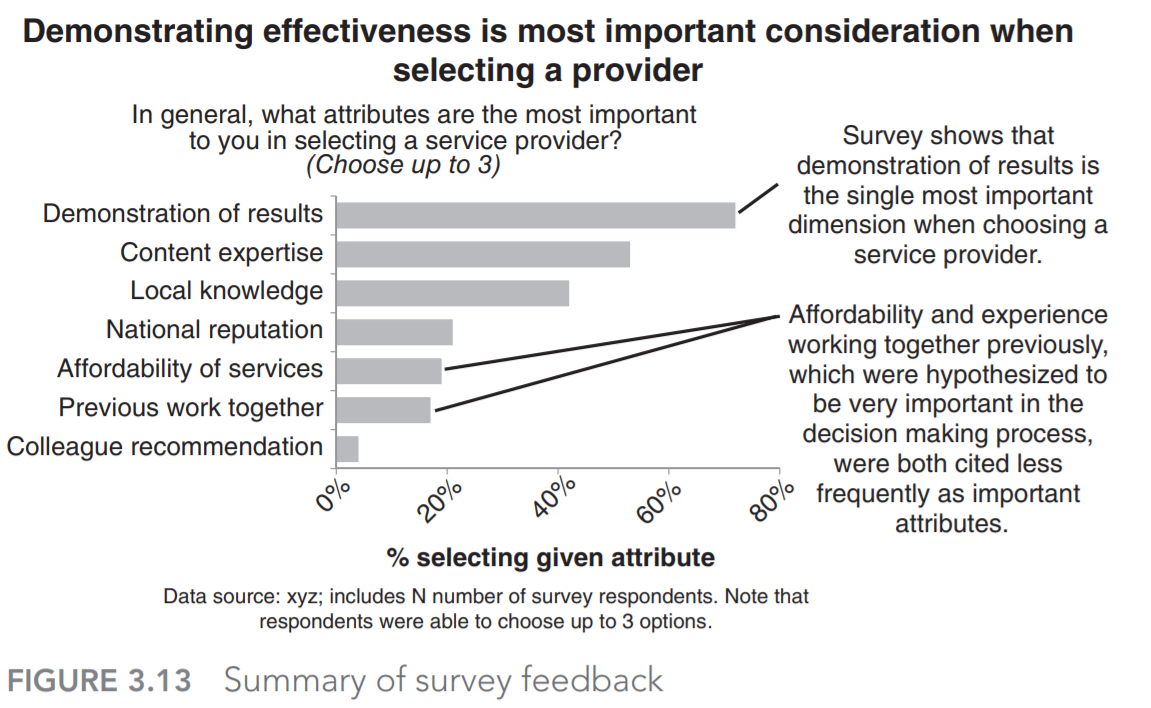 Demonstrating effectiveness is most important consideration when
selecting a provider
In general, what attributes are the most important
to you in selecting a service provider?
(Choose up to 3)
Demonstration of results
Content expertise
Local knowledge
National reputation
Affordability of services
Previous work together
Colleague recommendation
0%
20%
40%
60%
80%
% selecting given attribute
Survey shows that
demonstration of results is
the single most important
dimension when choosing a
service provider.
Affordability and experience
working together previously,
which were hypothesized to
be very important in the
decision making process,
were both cited less
frequently as important
attributes.
Data source: xyz; includes N number of survey respondents. Note that
respondents were able to choose up to 3 options.
FIGURE 3.13 Summary of survey feedback